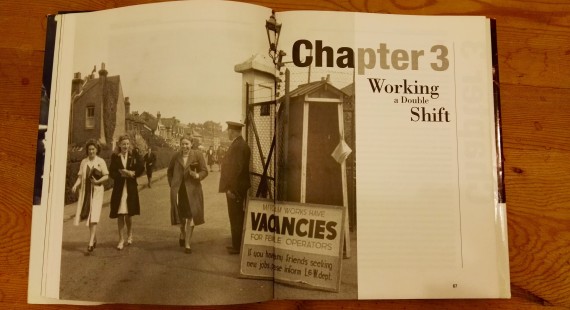 Chapter 3
Working
a Double
Shift
WORKS HAVE
VACANCIES
FOR FEMALE OPERATORS
If you have any friends seeking
new jobs please inform L&W dept.
67